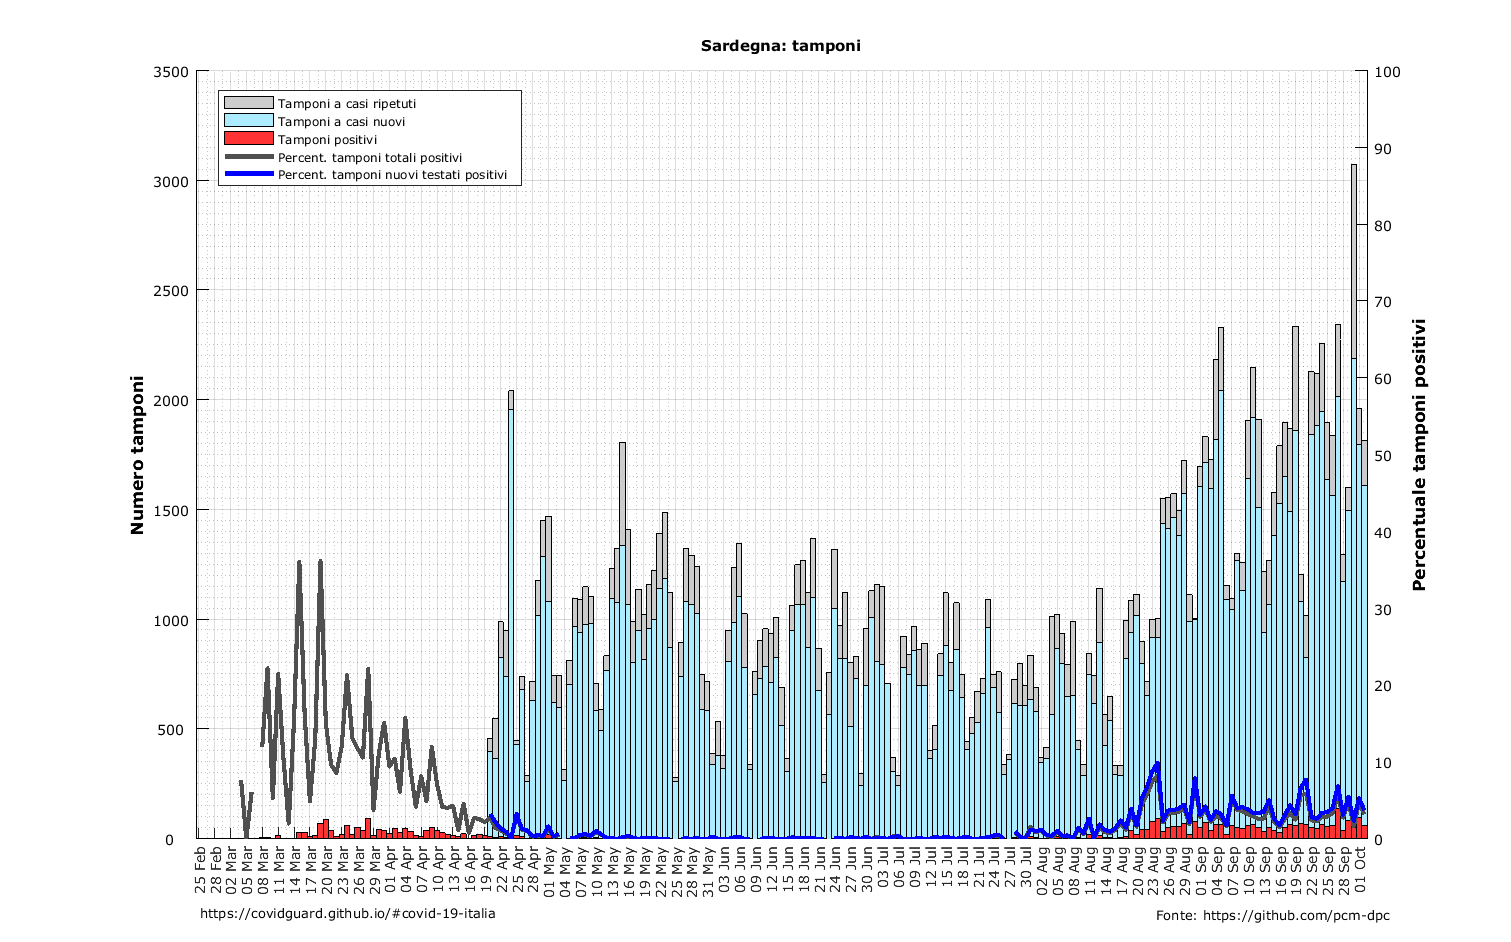 Sardegna: tamponi
3500
3000
2500
2000
1500
1000
500
0
Numero tamponi
Tamponi a casi ripetuti
Tamponi a casi nuovi
Tamponi positivi
Percent. tamponi totali positivi
Percent. tamponi nuovi testati positivi
100
90
80
70
60
50
40
30
20
10
0
Percentuale tamponi positivi
25 Feb
28 Feb
02 Mar
05 Mar
08 Mar
11 Mar
14 Mar
17 Mar
20 Mar
23 Mar
26 Mar
29 Mar
01 Apr
04 Apr
07 Apr
10 Apr
13 Apr
16 Apr
19 Apr
22 Apr
25 Apr
28 Apr
01 May
04 May
07 May
10 May
13 May
16 May
19 May
22 May
25 May
28 May
31 May
03 Jun
06 Jun
09 Jun
12 Jun
15 Jun
18 Jun
21 Jun
24 Jun
27 Jun
30 Jun
03 Jul
06 Jul
09 Jul
12 Jul
15 Jul
18 Jul
21 Jul
24 Jul
27 Jul
30 Jul
02 Aug
05 Aug
08 Aug
11 Aug
14 Aug
17 Aug
20 Aug
23 Aug
26 Aug
29 Aug
01 Sep
04 Sep
07 Sep
10 Sep
13 Sep
16 Sep
19 Sep
22 Sep
25 Sep
28 Sep
01 Oct
https://covidguard.github.io/#covid-19-italia
Fonte: https://github.com/pcm-dpc